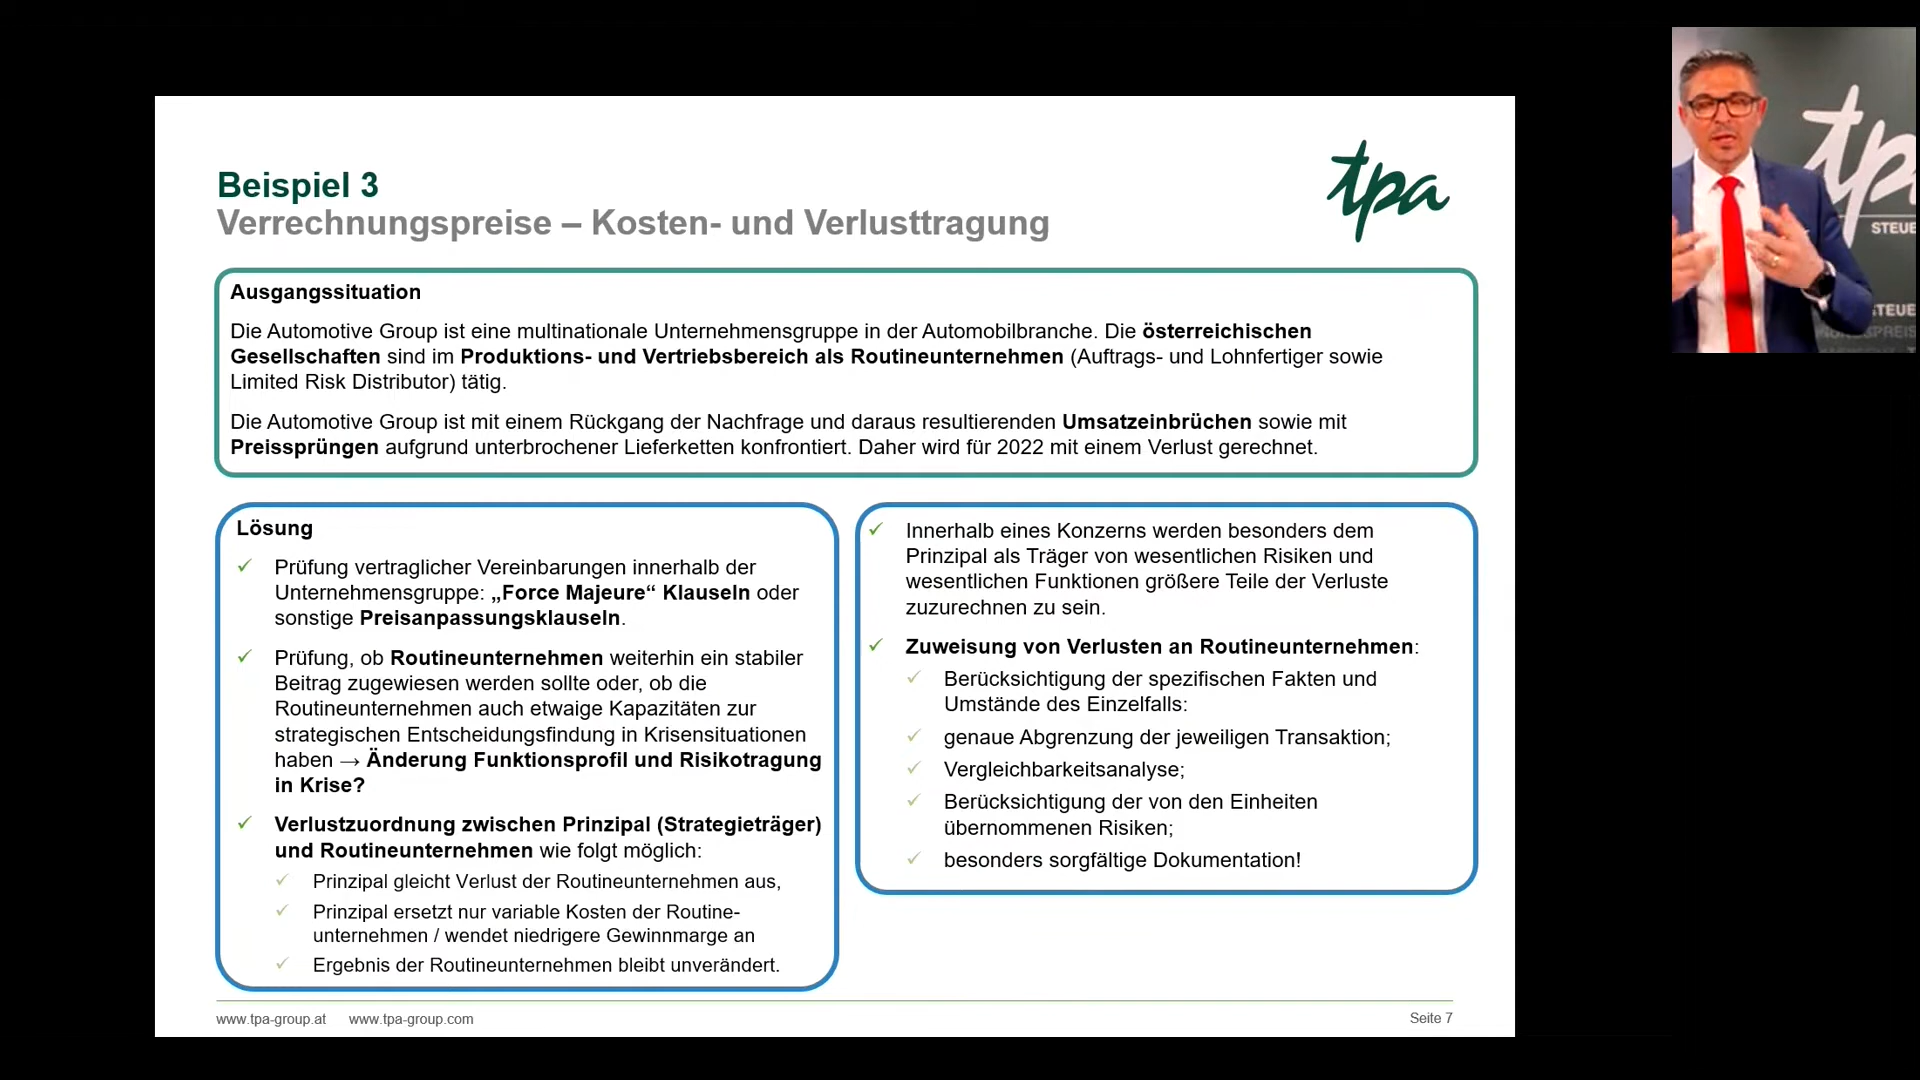 Beispiel 3
Verrechnungspreise – Kosten- und Verlusttragung
tpa
Ausgangssituation
Die Automotive Group ist eine multinationale Unternehmensgruppe in der Automobilbranche. Die österreichischen
Gesellschaften sind im Produktions- und Vertriebsbereich als Routineunternehmen (Auftrags- und Lohnfertiger sowie
Limited Risk Distributor) tätig.
Die Automotive Group ist mit einem Rückgang der Nachfrage und daraus resultierenden Umsatzeinbrüchen sowie mit
Preissprüngen aufgrund unterbrochener Lieferketten konfrontiert. Daher wird für 2022 mit einem Verlust gerechnet.
Lösung
✓ Prüfung vertraglicher Vereinbarungen innerhalb der
Unternehmensgruppe: „Force Majeure“ Klauseln oder
sonstige Preisanpassungsklauseln.
✓ Prüfung, ob Routineunternehmen weiterhin ein stabiler
Beitrag zugewiesen werden sollte oder, ob die
Routineunternehmen auch etwaige Kapazitäten zur
strategischen Entscheidungsfindung in Krisensituationen
haben → Änderung Funktionsprofil und Risikotragung
in Krise?
✓ Verlustzuordnung zwischen Prinzipal (Strategieträger)
und Routineunternehmen wie folgt möglich:
✓ Prinzipal gleicht Verlust der Routineunternehmen aus,
✓ Prinzipal ersetzt nur variable Kosten der Routine-
unternehmen / wendet niedrigere Gewinnmarge an
✓ Ergebnis der Routineunternehmen bleibt unverändert.
✓ Innerhalb eines Konzerns werden besonders dem
Prinzipal als Träger von wesentlichen Risiken und
wesentlichen Funktionen größere Teile der Verluste
zuzurechnen zu sein.
✓ Zuweisung von Verlusten an Routineunternehmen:
✓ Berücksichtigung der spezifischen Fakten und
Umstände des Einzelfalls:
✓ genaue Abgrenzung der jeweiligen Transaktion;
✓ Vergleichbarkeitsanalyse;
✓ Berücksichtigung der von den Einheiten
übernommenen Risiken;
✓ besonders sorgfältige Dokumentation!
www.tpa-group.at www.tpa-group.com
Seite 7
tpa
STEUE